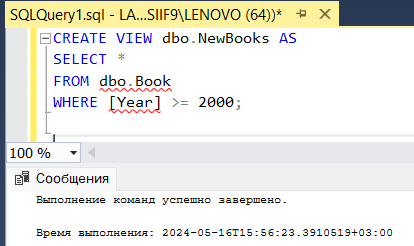 SQLQuery1.sql - LA...SIIF9\LENOVO (64))*
CREATE VIEW dbo.NewBooks AS
SELECT *
FROM dbo.Book
WHERE [Year] >= 2000;
100 %
Сообщения
Выполнение команд успешно завершено.
Время выполнения: 2024-05-16T15:56:23.3910519+03:00